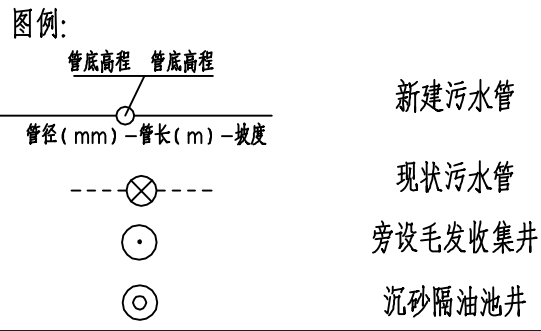 图例:
管底高程 管底高程
新建污水管
管径(mm)-管长(m)-坡度
现状污水管
旁设毛发收集井
沉砂隔油池井